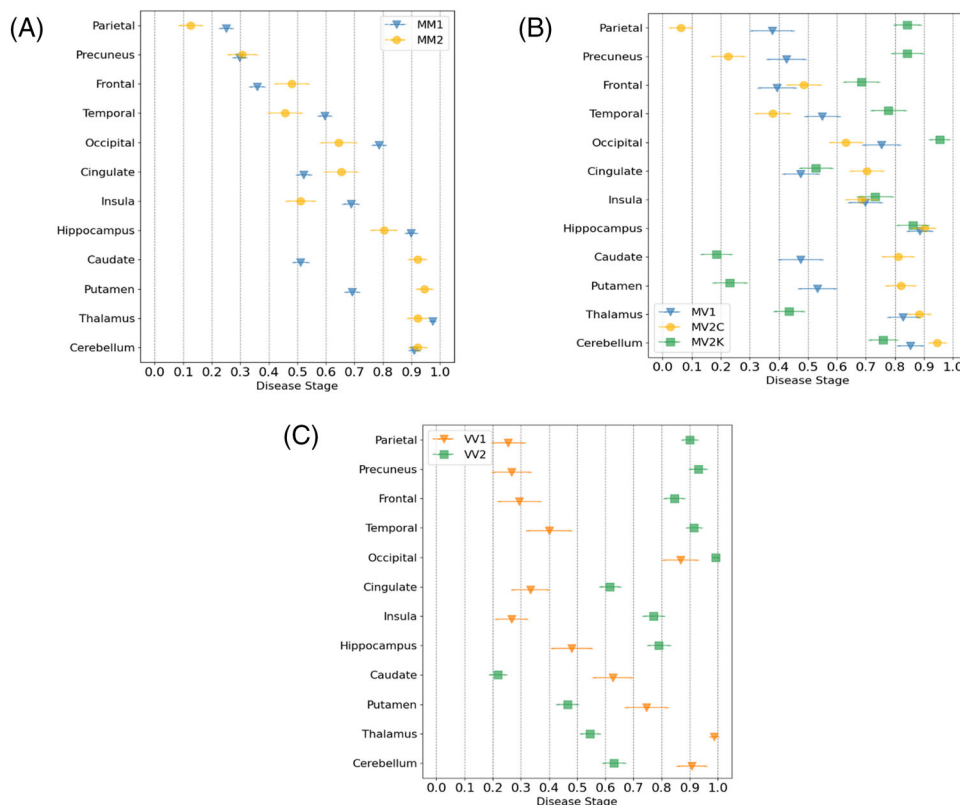 (A)
MM1
MM2
Parietal
Precuneus
Frontal
Temporal
Occipital
Cingulate
Insula
Hippocampus
Caudate
Putamen
Thalamus
Cerebellum
0.0 0.1 0.2 0.3 0.4 0.5 0.6 0.7 0.8 0.9 1.0
Disease Stage
(B)
Parietal
Precuneus
Frontal
Temporal
Occipital
Cingulate
Insula
Hippocampus
Caudate
Putamen
Thalamus
Cerebellum
MV1
MV2C
MV2K
0.0 0.1 0.2 0.3 0.4 0.5 0.6 0.7 0.8 0.9 1.0
Disease Stage
(C)
VV1
VV2
Parietal
Precuneus
Frontal
Temporal
Occipital
Cingulate
Insula
Hippocampus
Caudate
Putamen
Thalamus
Cerebellum
0.0 0.1 0.2 0.3 0.4 0.5 0.6 0.7 0.8 0.9 1.0
Disease Stage